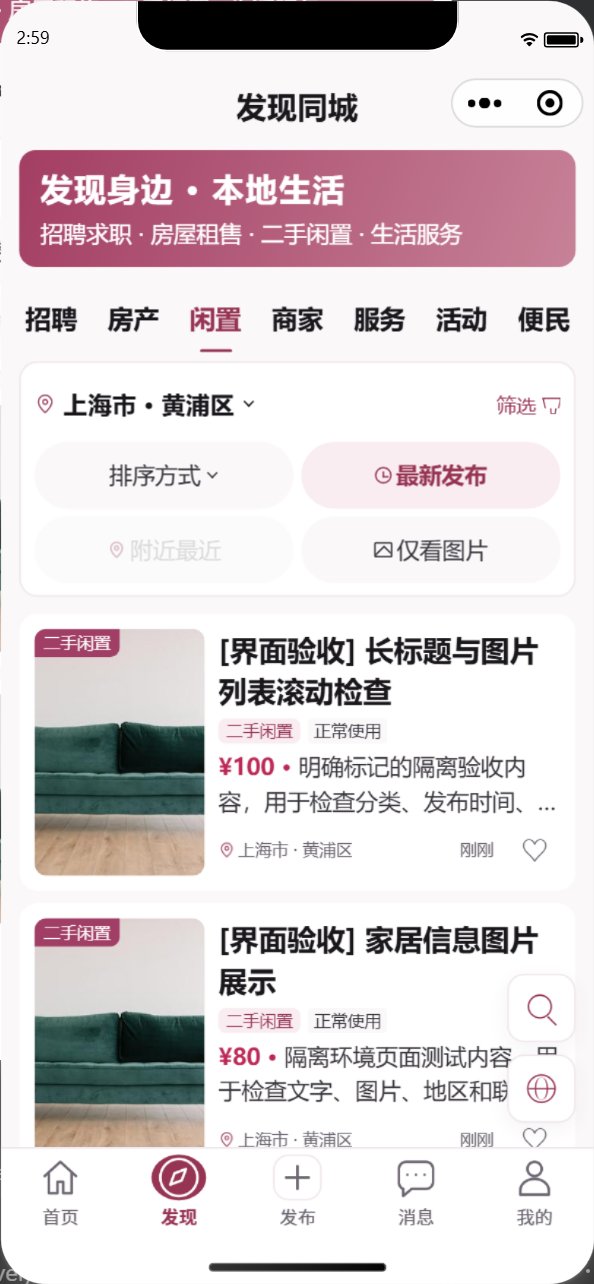 2:59
发现同城
发现身边 • 本地生活
招聘求职 · 房屋租售 · 二手闲置 · 生活服务
招聘 房产 闲置 商家 服务 活动 便民
上海市 • 黄浦区
筛选
排序方式
最新发布
附近最近
仅看图片
二手闲置
[界面验收] 长标题与图片
列表滚动检查
二手闲置 正常使用
¥100 • 明确标记的隔离验收内
容，用于检查分类、发布时间、...
上海市 · 黄浦区 刚刚
二手闲置
[界面验收] 家居信息图片
展示
二手闲置 正常使用
¥80 • 隔离环境页面测试内容
于检查文字、图片、地区和联
上海市 · 黄浦区 刚刚
首页 发现 发布 消息 我的